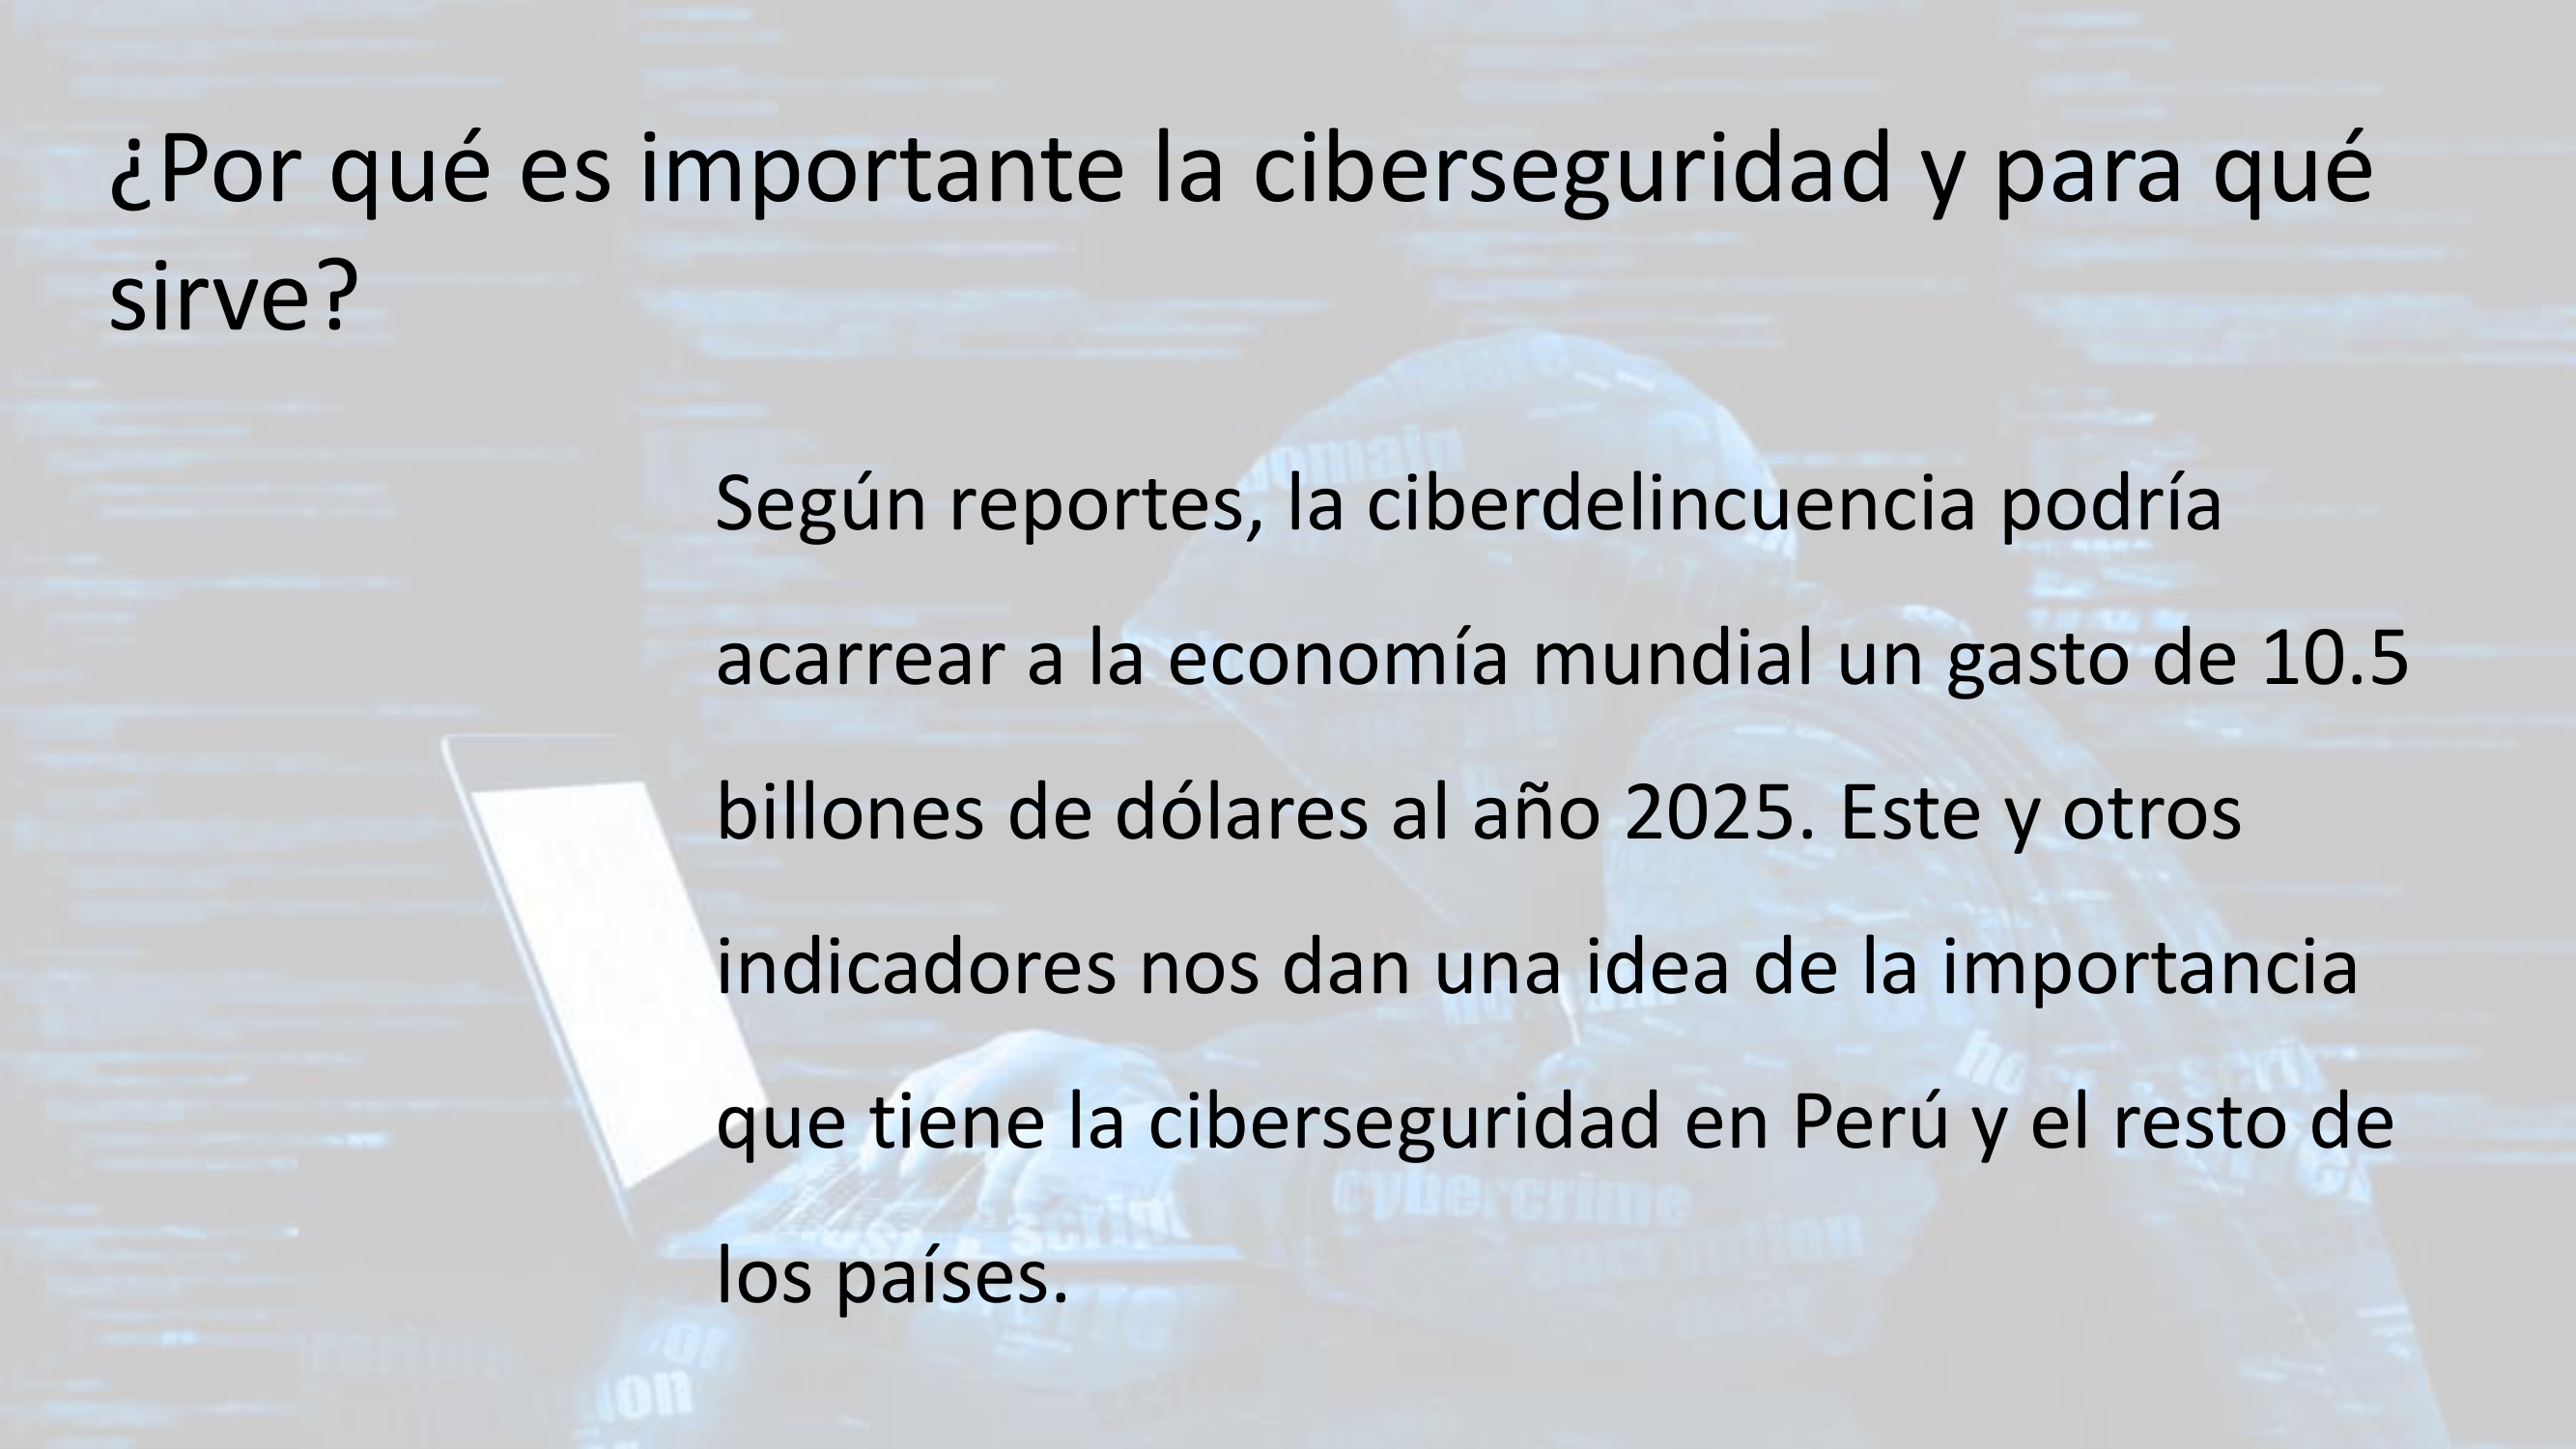 ¿Por qué es importante la ciberseguridad y para qué
sirve?
domain
Según reportes, la ciberdelincuencia podría
acarrear a la economía mundial un gasto de 10.5
billones de dólares al año 2025. Este y otros
indicadores nos dan una idea de la importancia
que tiene la ciberseguridad en Perú y el resto de
cybercrime
los países.